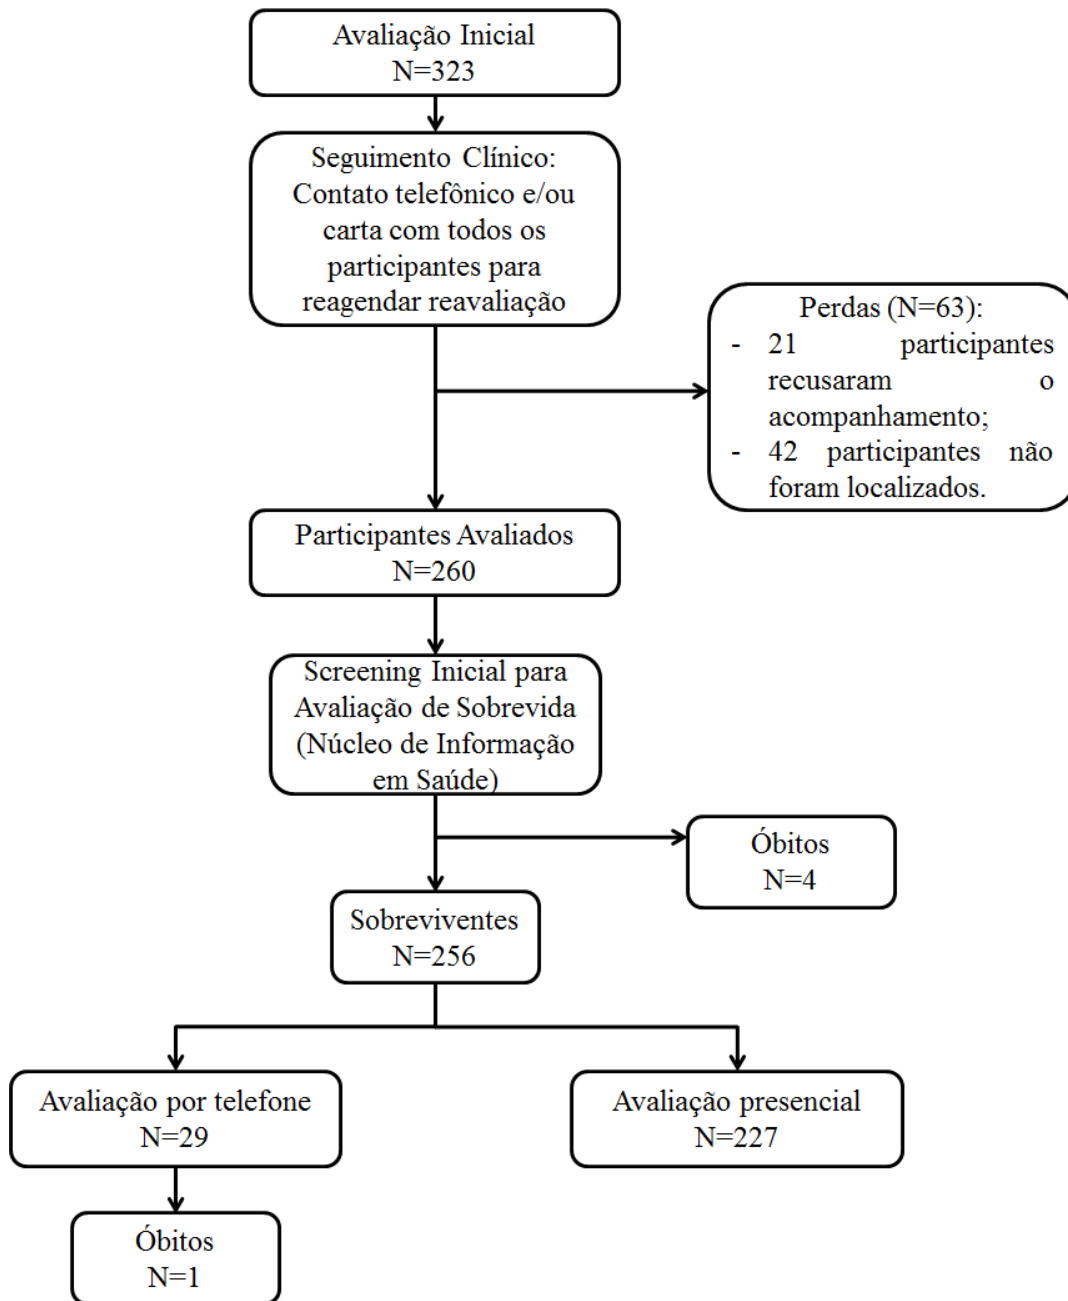 Avaliação Inicial
N=323
Seguimento Clínico:
Contato telefônico e/ou
carta com todos os
participantes para
reagendar reavaliação
Perdas (N=63):
- 21 participantes
recusaram o
acompanhamento;
- 42 participantes não
foram localizados.
Participantes Avaliados
N=260
Screening Inicial para
Avaliação de Sobrevida
(Núcleo de Informação
em Saúde)
Óbitos
N=4
Sobreviventes
N=256
Avaliação por telefone
N=29
Avaliação presencial
N=227
Óbitos
N=1